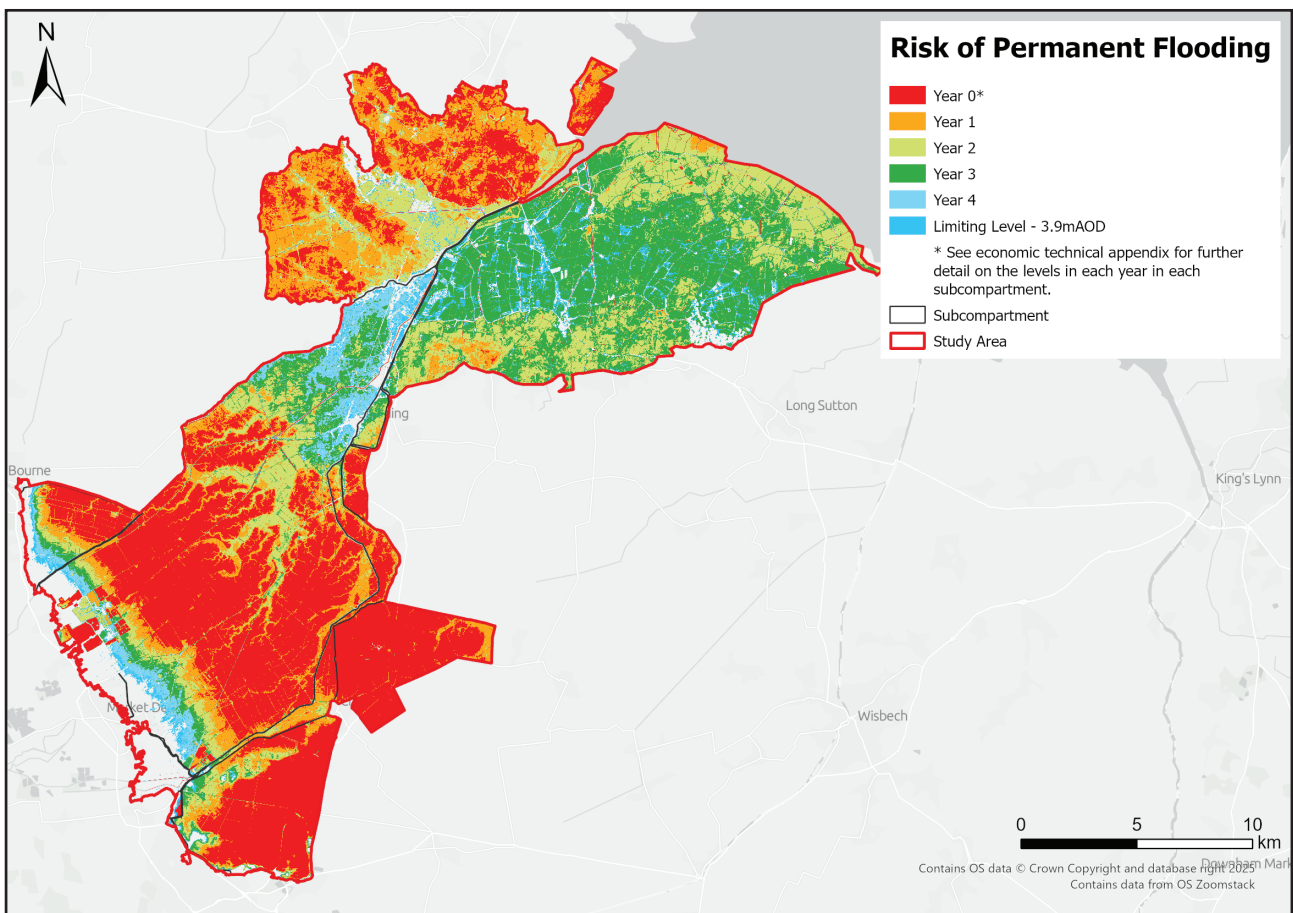 N
Risk of Permanent Flooding
Year 0*
Year 1
Year 2
Year 3
Year 4
Limiting Level - 3.9mAOD
* See economic technical appendix for further
detail on the levels in each year in each
subcompartment.
Subcompartment
Study Area
Long Sutton
Bourne
King's Lynn
Wisbech
0 5 10
km
Contains OS data © Crown Copyright and database right 2025
Contains data from OS Zoomstack